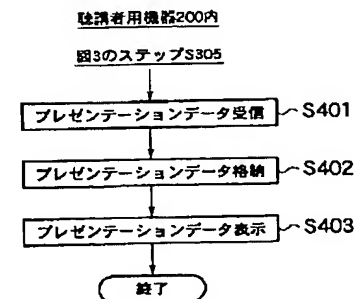 聴講者用機器200内
図3のステップS305
プレゼンテーションデータ受信 S401
プレゼンテーションデータ格納 S402
プレゼンテーションデータ表示 S403
終了